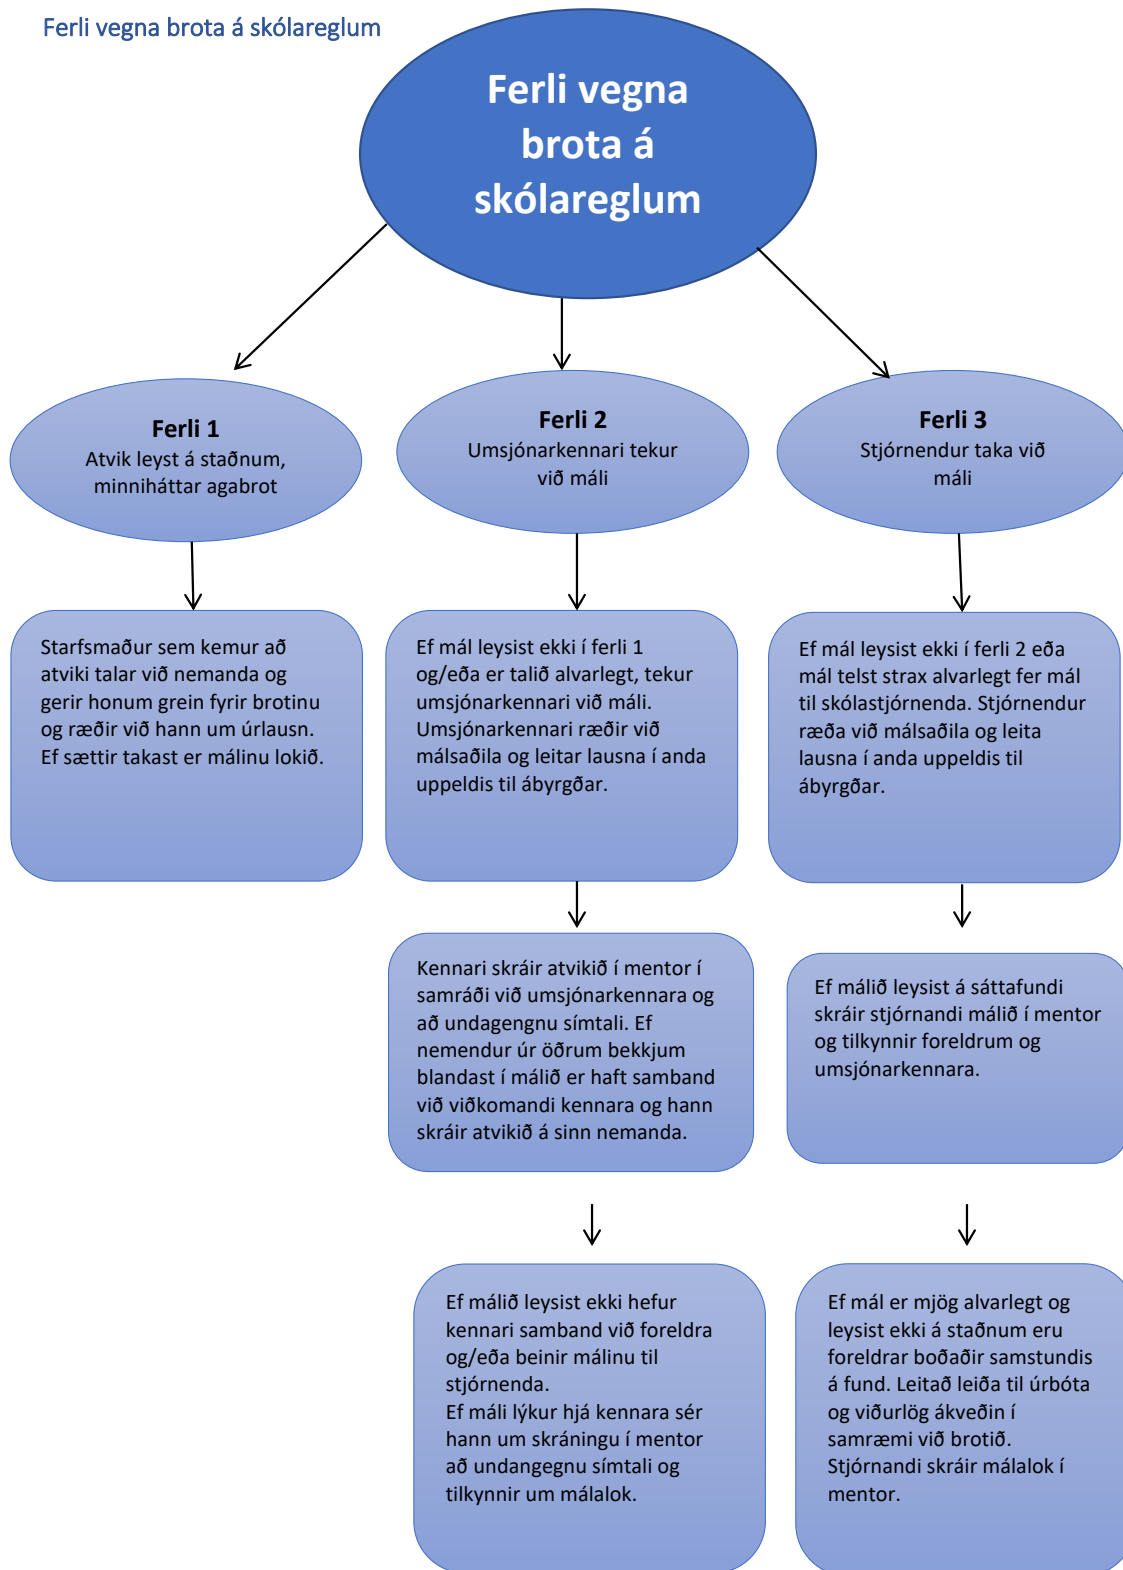 Ferli vegna brota á skólareglum
Ferli vegna
brota á
skólareglum
Ferli 1
Atvik leyst á staðnum,
minniháttar agabrot
Ferli 2
Umsjónarkennari tekur
við máli
Ferli 3
Stjórnendur taka við
máli
Starfsmaður sem kemur að
atviki talar við nemanda og
gerir honum grein fyrir brotinu
og ræðir við hann um úrlausn.
Ef sættir takast er málinu lokið.
Ef mál leysist ekki í ferli 1
og/eða er talið alvarlegt, tekur
umsjónarkennari við máli.
Umsjónarkennari ræðir við
málsaðila og leitar lausna í anda
uppeldis til ábyrgðar.
Ef mál leysist ekki í ferli 2 eða
mál telst strax alvarlegt fer mál
til skólastjórnenda. Stjórnendur
ræða við málsaðila og leita
lausna í anda uppeldis til
ábyrgðar.
Kennari skráir atvikið í mentor í
samráði við umsjónarkennara og
að undagengnu símtali. Ef
nemendur úr öðrum bekkjum
blandast í málið er haft samband
við viðkomandi kennara og hann
skráir atvikið á sinn nemanda.
Ef málið leysist á sáttafundi
skráir stjórnandi málið í mentor
og tilkynnir foreldrum og
umsjónarkennara.
Ef málið leysist ekki hefur
kennari samband við foreldra
og/eða beinir málinu til
stjórnenda.
Ef máli lýkur hjá kennara sér
hann um skráningu í mentor
að undangegnu símtali og
tilkynnir um málalok.
Ef mál er mjög alvarlegt og
leysist ekki á staðnum eru
foreldrar boðaðir samstundis
á fund. Leitað leiða til úrbóta
og viðurlög ákveðin í
samræmi við brotið.
Stjórnandi skráir málalok í
mentor.